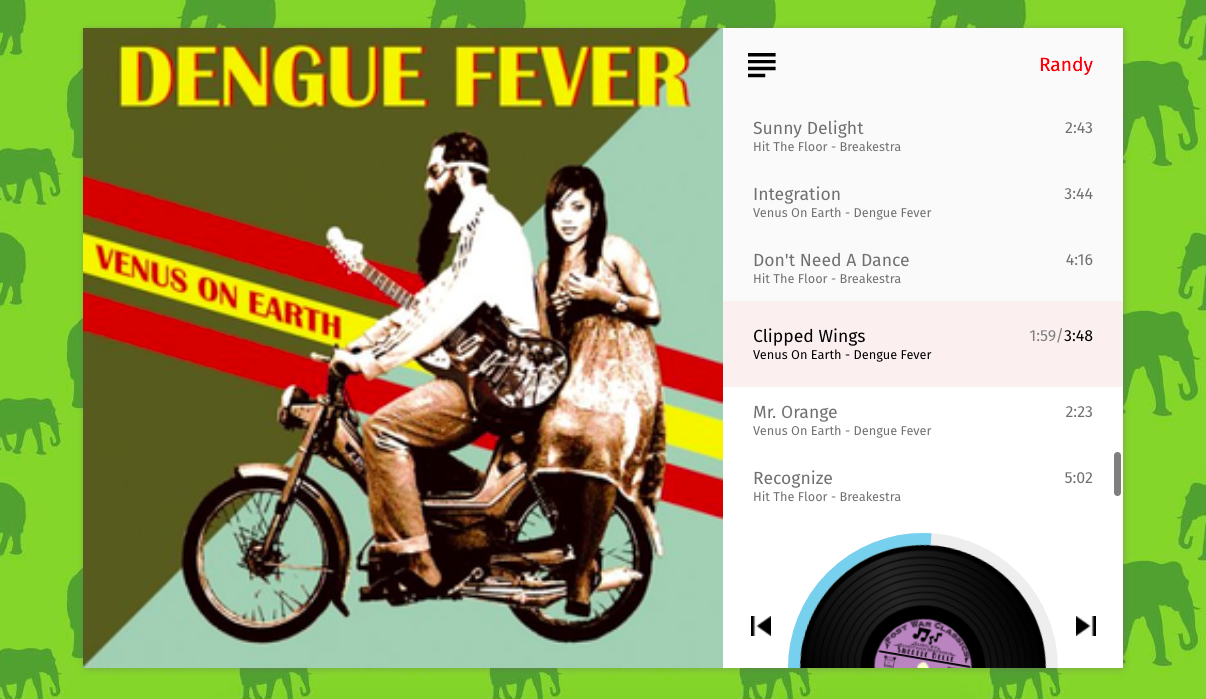 DENGUE FEVER
VENUS ON EARTH
Randy
Sunny Delight 2:43
Hit The Floor - Breakestra
Integration 3:44
Venus On Earth - Dengue Fever
Don't Need A Dance 4:16
Hit The Floor - Breakestra
Clipped Wings 1:59/3:48
Venus On Earth - Dengue Fever
Mr. Orange 2:23
Venus On Earth - Dengue Fever
Recognize 5:02
Hit The Floor - Breakestra
POST WAR CLASSICS